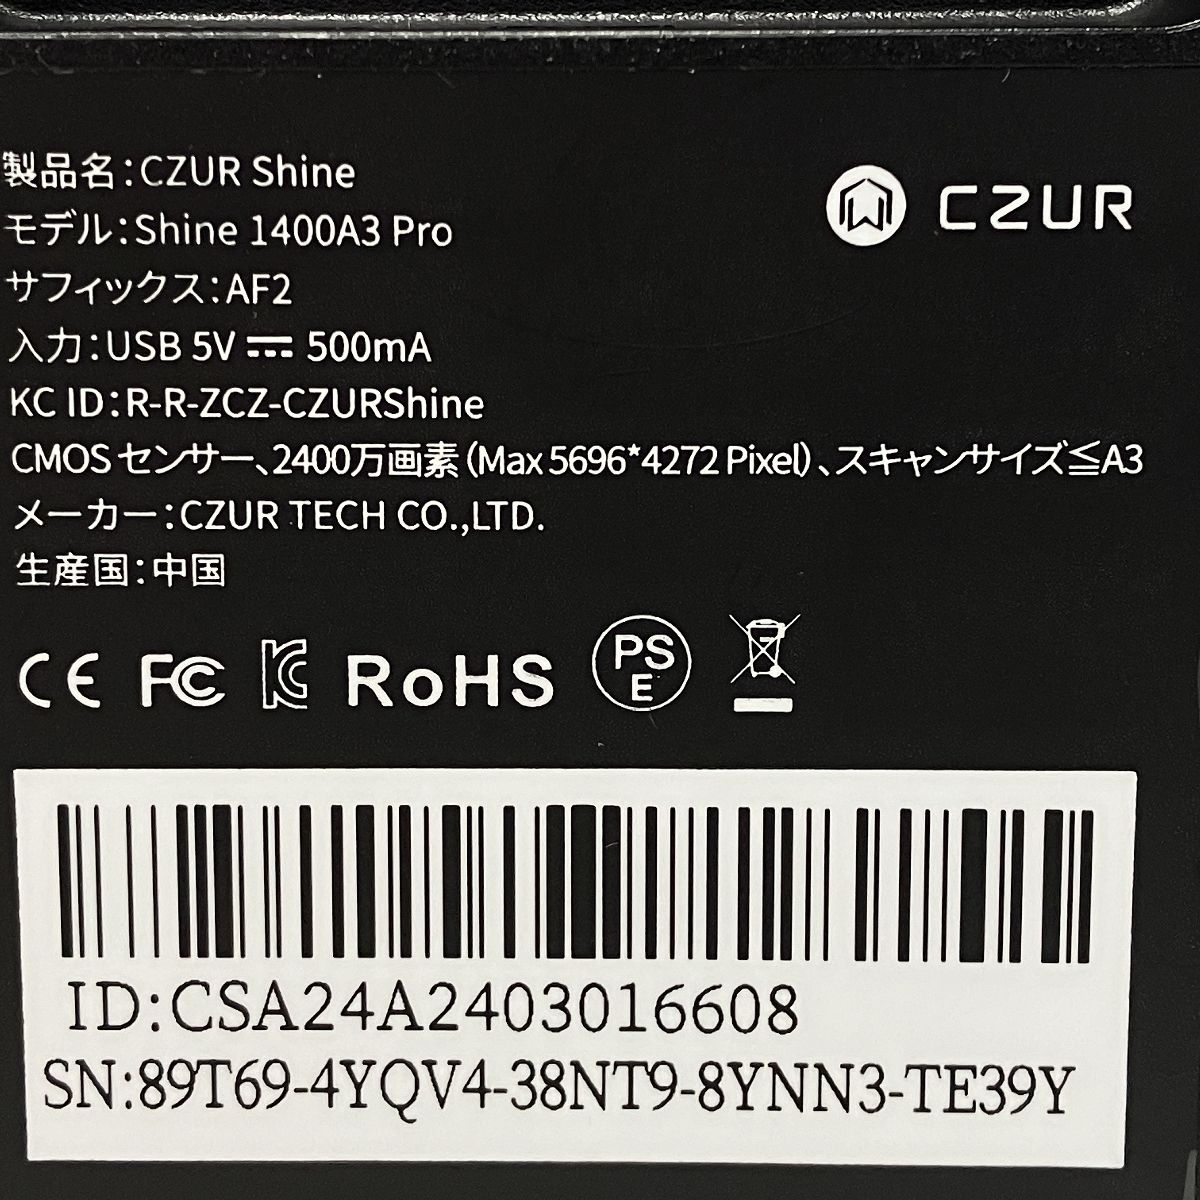 製品名：CZUR Shine
CZUR
モデル：Shine 1400A3 Pro
サフィックス：AF2
入力：USB 5V ⎓ 500mA
KC ID：R-R-ZCZ-CZURShine
CMOS センサー、2400万画素（Max 5696*4272 Pixel）、スキャンサイズ≦A3
メーカー：CZUR TECH CO.,LTD.
生産国：中国
CE FC KC RoHS PSE
ID:CSA24A2403016608
SN:89T69-4YQV4-38NT9-8YNN3-TE39Y